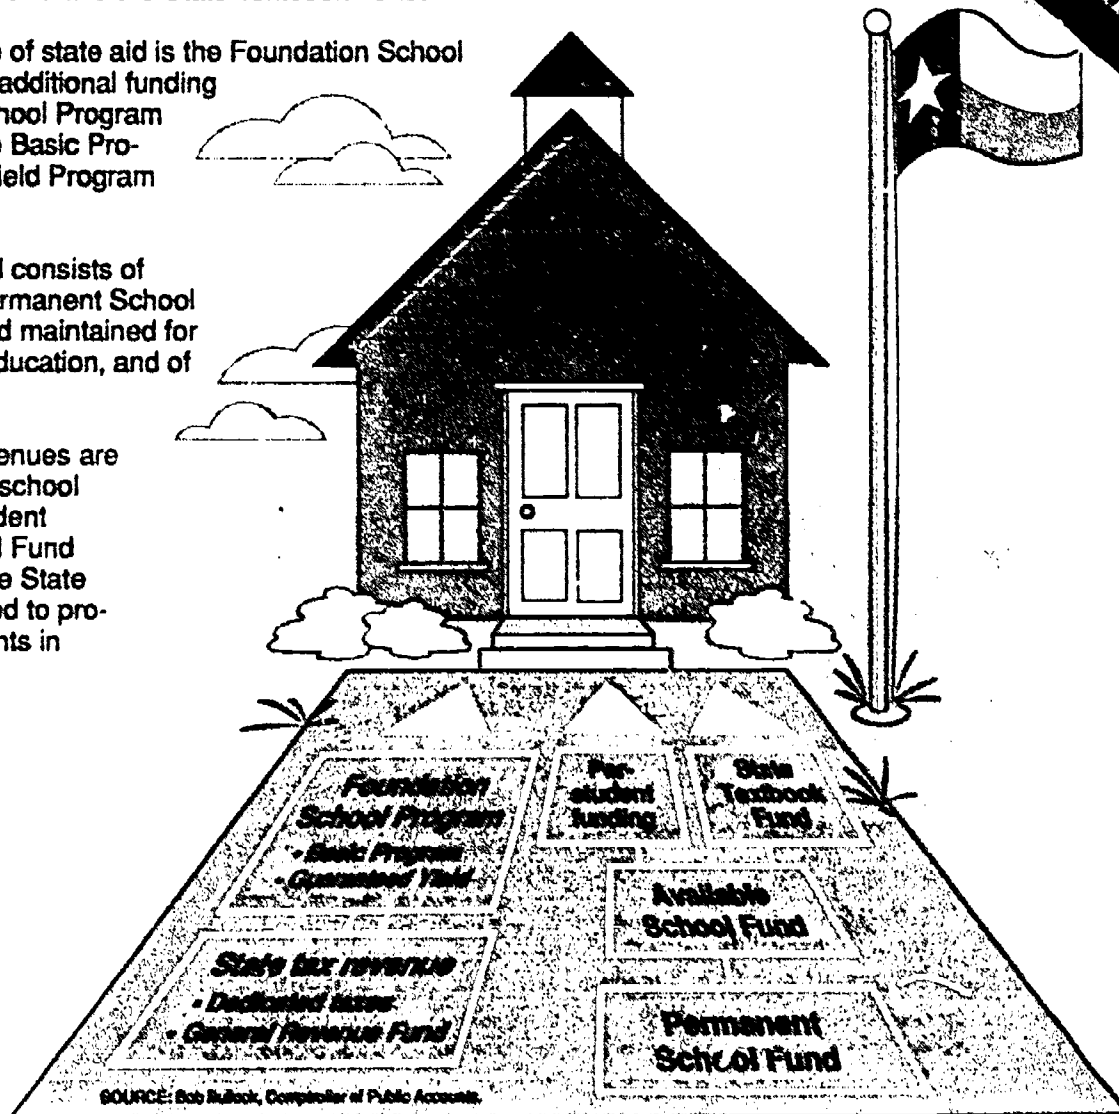 of state aid is the Foundation School
additional funding
hool Program
Basic Pro-
ield Program
consists of
rmanent School
d maintained for
ducation, and of
enues are
school
dent
Fund
e State
ed to pro-
nts in
Foundation
School Program
• Basic Program
• Guaranteed Yield
Per-
student
funding
State
Textbook
Fund
Available
School Fund
State tax revenue
• Dedicated taxes
• General Revenue Fund
Permanent
School Fund
SOURCE: Bob Bullock, Comptroller of Public Accounts.